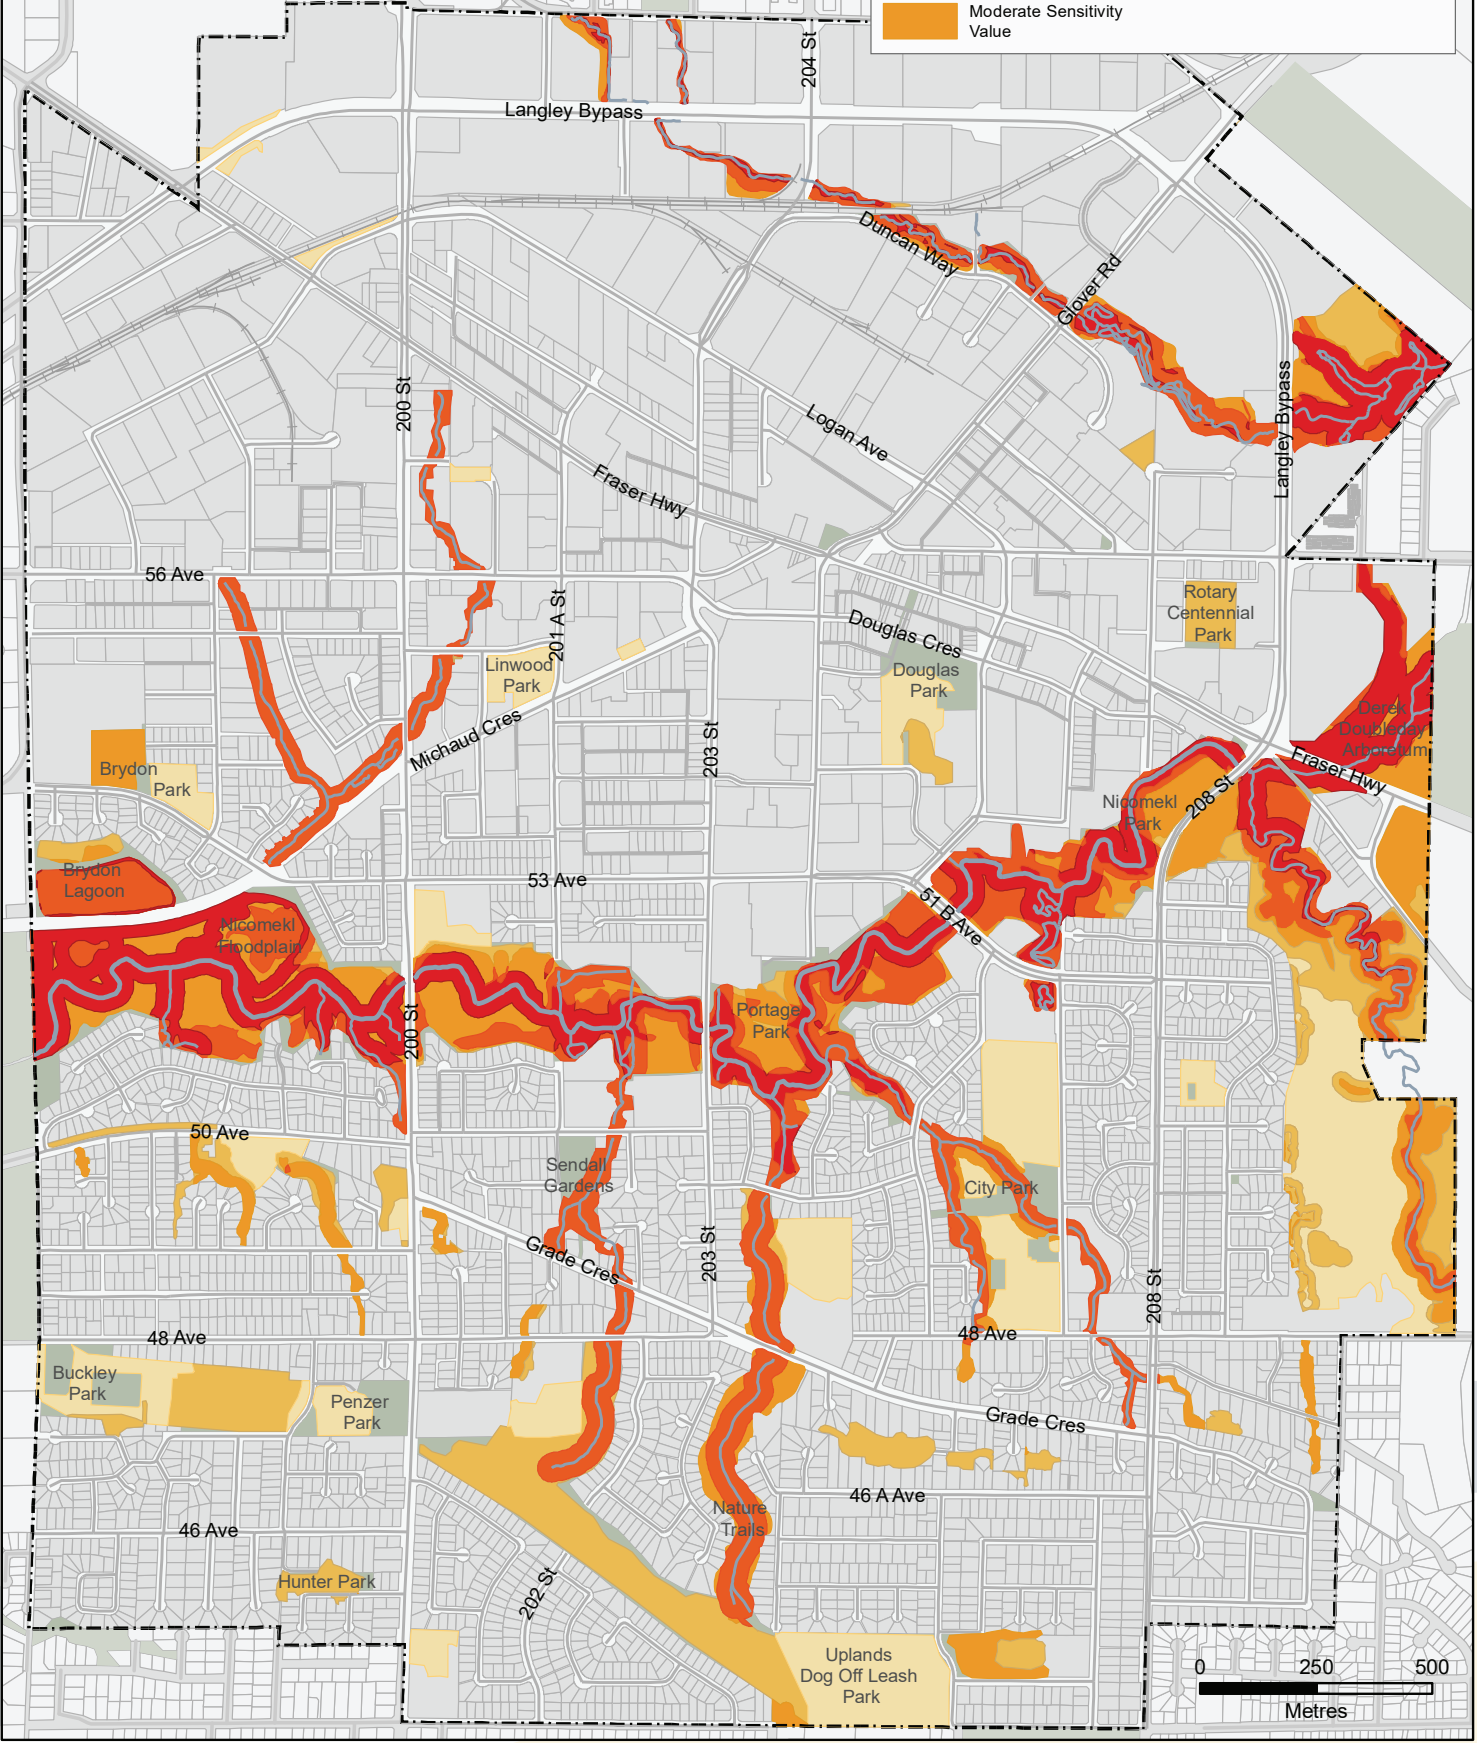 Moderate Sensitivity
Value
204 St
Langley Bypass
Duncan Way
Glover Rd
200 St
Langley Bypass
Logan Ave
Fraser Hwy
56 Ave
201 A St
Rotary
Centennial
Park
Douglas Cres
Linwood
Park
Douglas
Park
Michaud Cres
203 St
Derek
Doubleday
Arboretum
Fraser Hwy
Brydon
Park
Nicomekl
Park
208 St
Brydon
Lagoon
53 Ave
51 B Ave
Nicomekl
Floodplain
200 St
Portage
Park
50 Ave
Sendall
Gardens
City Park
Grade Cres
203 St
208 St
48 Ave
48 Ave
Buckley
Park
Penzer
Park
Grade Cres
46 A Ave
Nature
Trails
46 Ave
Hunter Park
202 St
Uplands
Dog Off Leash
Park
0 250 500
Metres